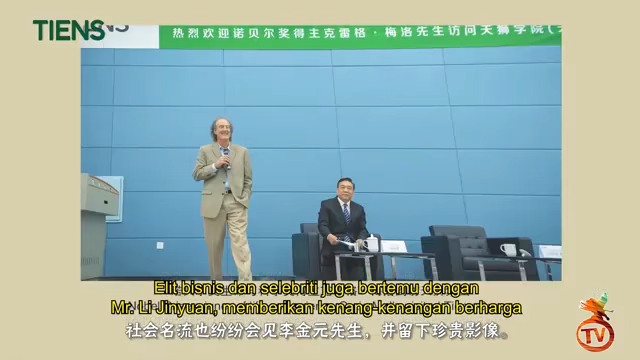 TIENS
热烈欢迎诺贝尔奖得主克雷格·梅洛先生访问天狮学院
Elit bisnis dan selebriti juga bertemu dengan
Mr. Li Jinyuan, memberikan kenang-kenangan berharga
社会名流也纷纷会见李金元先生，并留下珍贵影像。
TV